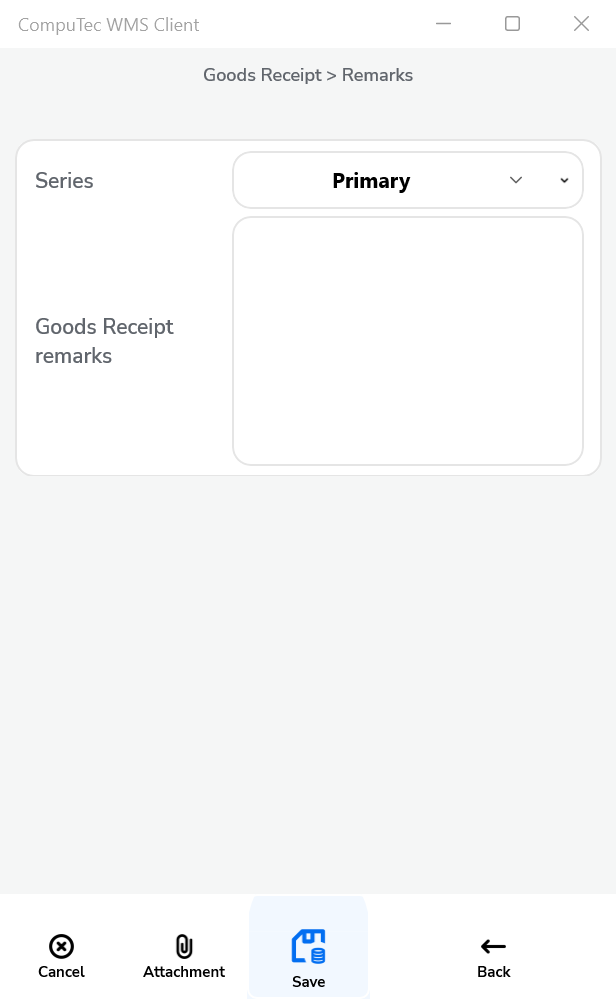 CompuTec WMS Client
Goods Receipt > Remarks
Series
Primary
Goods Receipt
remarks
Cancel
Attachment
Save
Back